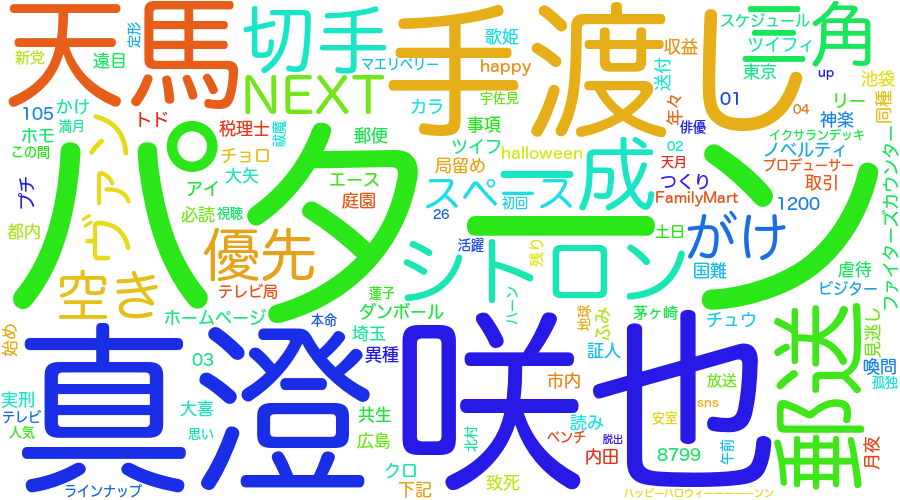 天馬
切手
手渡し
三角
スケジュール
ツイフィ
新党
定形
遠目
NEXT
歌姫
マエリベリー
happy
収益
送付
東京
up
池袋
105
かけ
トド
税理士
祓魔
郵便
カラ
宇佐見
事項
年々
01
04
リー
同種
ホモ
満月
この間
チョロ
ツイフ
halloween
俳優
神楽
イクサランデッキ
パターン
ヴァン
プチ
アイ
大矢
エース
局留め
02
天月
ノベルティ
プロデューサー
スペース
初回
成一
つくり
取引
都内
必読
視聴
庭園
FamilyMart
1200
ファイターズカウンター
26
土日
がけ
優先
シトロン
活躍
残り
国難
虐待
空き
テレビ局
蓮子
ビジター
ホームページ
ダンボール
ハーン
地球
ふみ
茅ヶ崎
チュウ
見逃し
始め
本命
埼玉
真澄
咲也
郵送
03
異種
証人
喚問
孤独
実刑
テレビ
人気
大喜
思い
共生
広島
北村
市内
読み
ベンチ
脱出
安室
sns
放送
8799
午前
月夜
クロ
下記
致死
内田
ラインナップ
ハッピーハロウィーーーーーンン